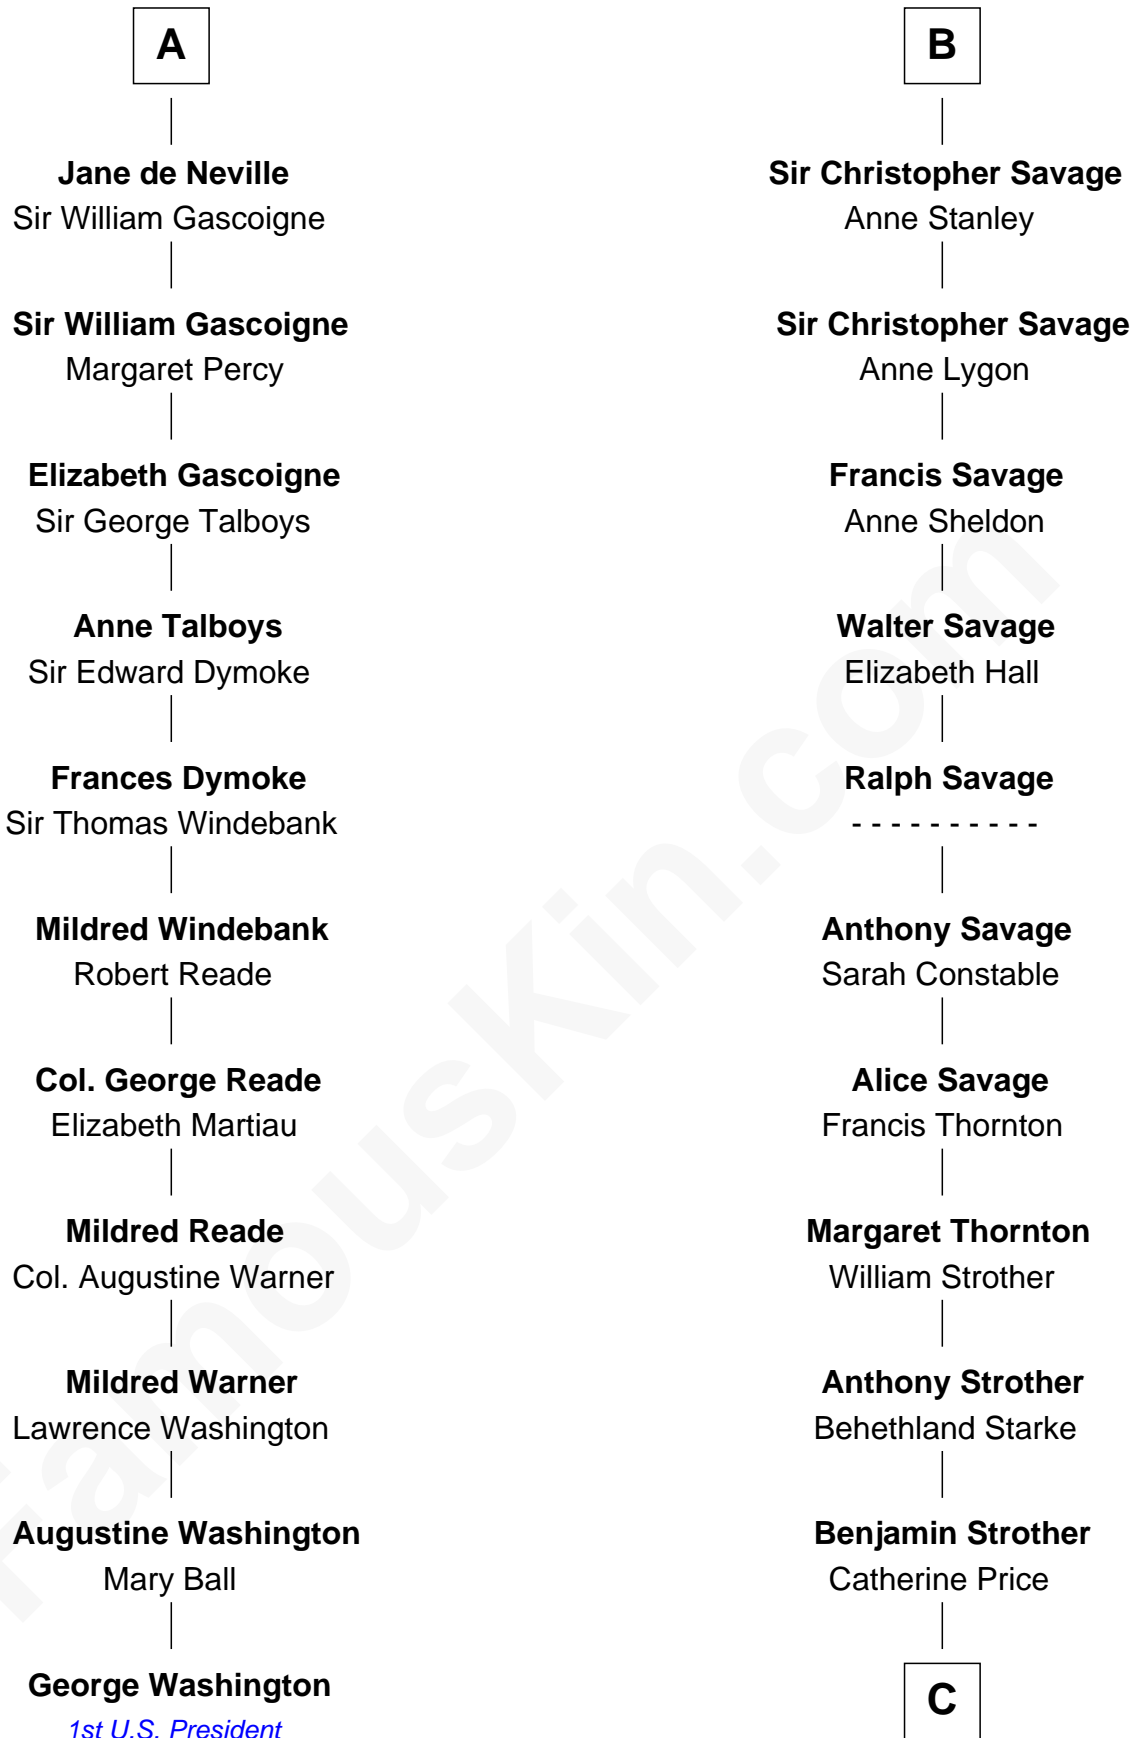 A
Jane de Neville
Sir William Gascoigne
Sir William Gascoigne
Margaret Percy
Elizabeth Gascoigne
Sir George Talboys
Anne Talboys
Sir Edward Dymoke
Frances Dymoke
Sir Thomas Windebank
Mildred Windebank
Robert Reade
Col. George Reade
Elizabeth Martiau
Mildred Reade
Col. Augustine Warner
Mildred Warner
Lawrence Washington
Augustine Washington
Mary Ball
George Washington
1st U.S. President
B
Sir Christopher Savage
Anne Stanley
Sir Christopher Savage
Anne Lygon
Francis Savage
Anne Sheldon
Walter Savage
Elizabeth Hall
Ralph Savage
- - - - - - - - - -
Anthony Savage
Sarah Constable
Alice Savage
Francis Thornton
Margaret Thornton
William Strother
Anthony Strother
Behethland Starke
Benjamin Strother
Catherine Price
C
FamousKin.com